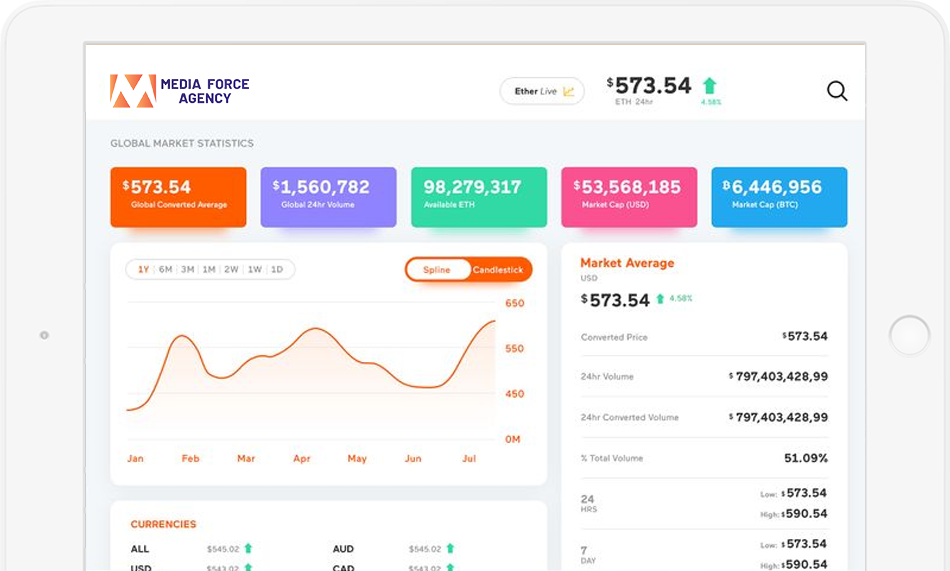 MEDIA FORCE
AGENCY
Ether Live
$573.54
ETH 24hr
4.58%
GLOBAL MARKET STATISTICS
$573.54
Global Converted Average
$1,560,782
Global 24hr Volume
98,279,317
Available ETH
$53,568,185
Market Cap (USD)
₿6,446,956
Market Cap (BTC)
1Y 6M 3M 1M 2W 1W 1D
Spline Candlestick
650
550
450
0M
Jan Feb Mar Apr May Jun Jul
Market Average
USD
$573.54 4.58%
Converted Price $573.54
24hr Volume $797,403,428,99
24hr Converted Volume $797,403,428,99
% Total Volume 51.09%
24
HRS
Low: $573.54
High: $590.54
7
DAY
Low: $573.54
High: $590.54
CURRENCIES
ALL $545.02 AUD $545.02
USD $543.02 CAD $543.02